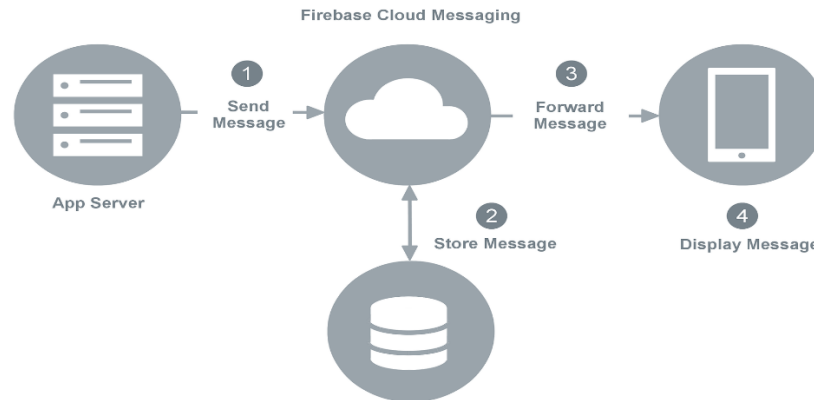 Firebase Cloud Messaging
1
Send
Message
3
Forward
Message
App Server
2
Store Message
4
Display Message